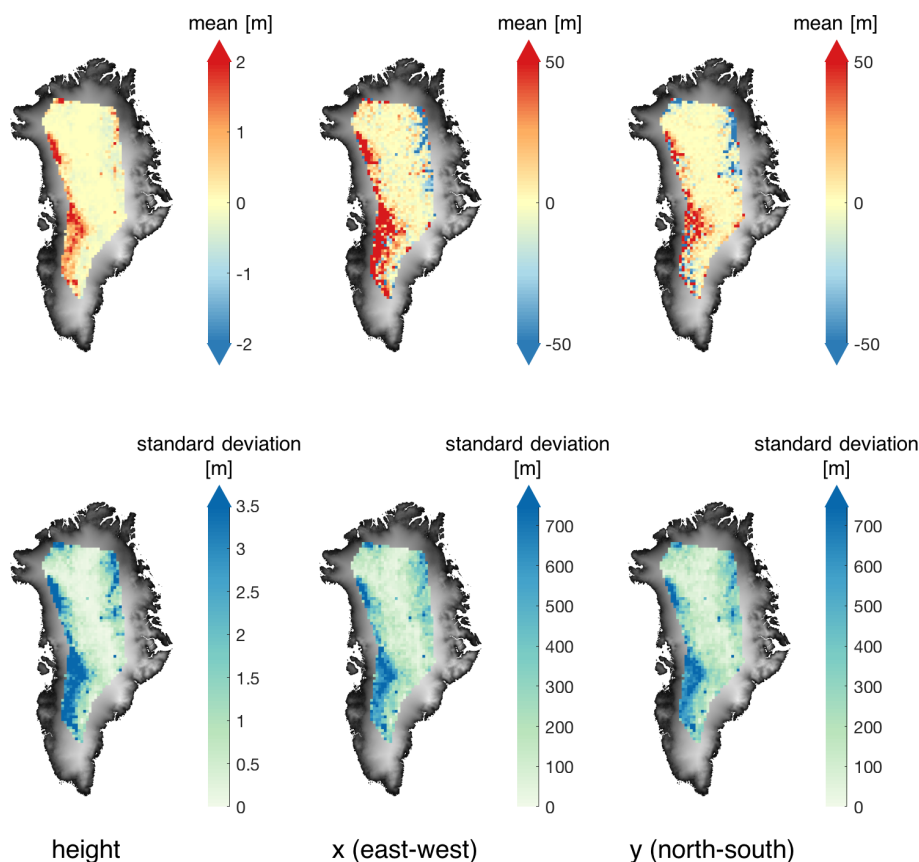 mean [m]
2
1
0
-1
-2
mean [m]
50
0
-50
mean [m]
50
0
-50
standard deviation
[m]
3.5
3
2.5
2
1.5
1
0.5
0
standard deviation
[m]
700
600
500
400
300
200
100
0
standard deviation
[m]
700
600
500
400
300
200
100
0
height
x (east-west)
y (north-south)